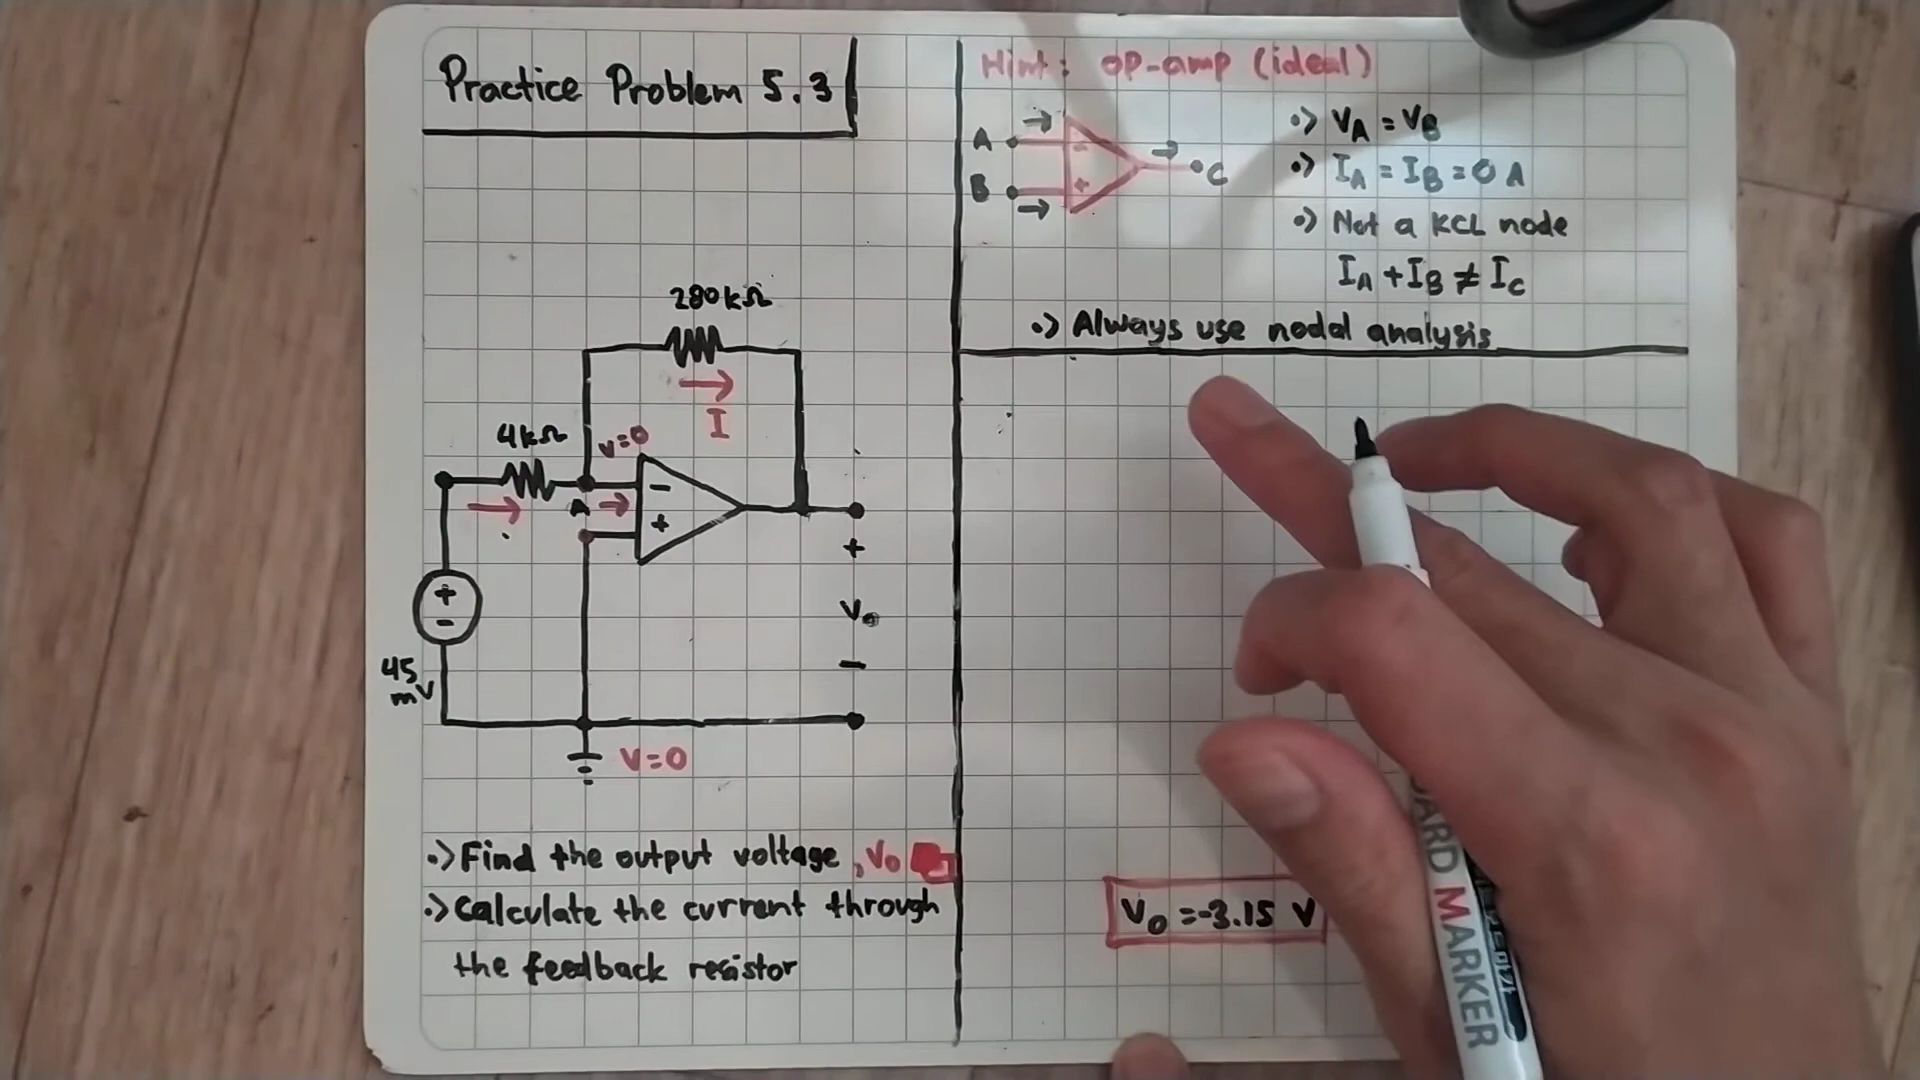 Practice Problem 5.3
280kΩ
I
4kΩ
v=0
A
-
+
+
-
45
mV
+
Vo
-
V=0
·> Find the output voltage, Vo
·> Calculate the current through
the feedback resistor
Hint: op-amp (ideal)
A
-
B
+
C
·> VA = VB
·> IA = IB = 0 A
·> Not a KCL node
IA + IB ≠ IC
·> Always use nodal analysis
Vo = -3.15 V
MARKER